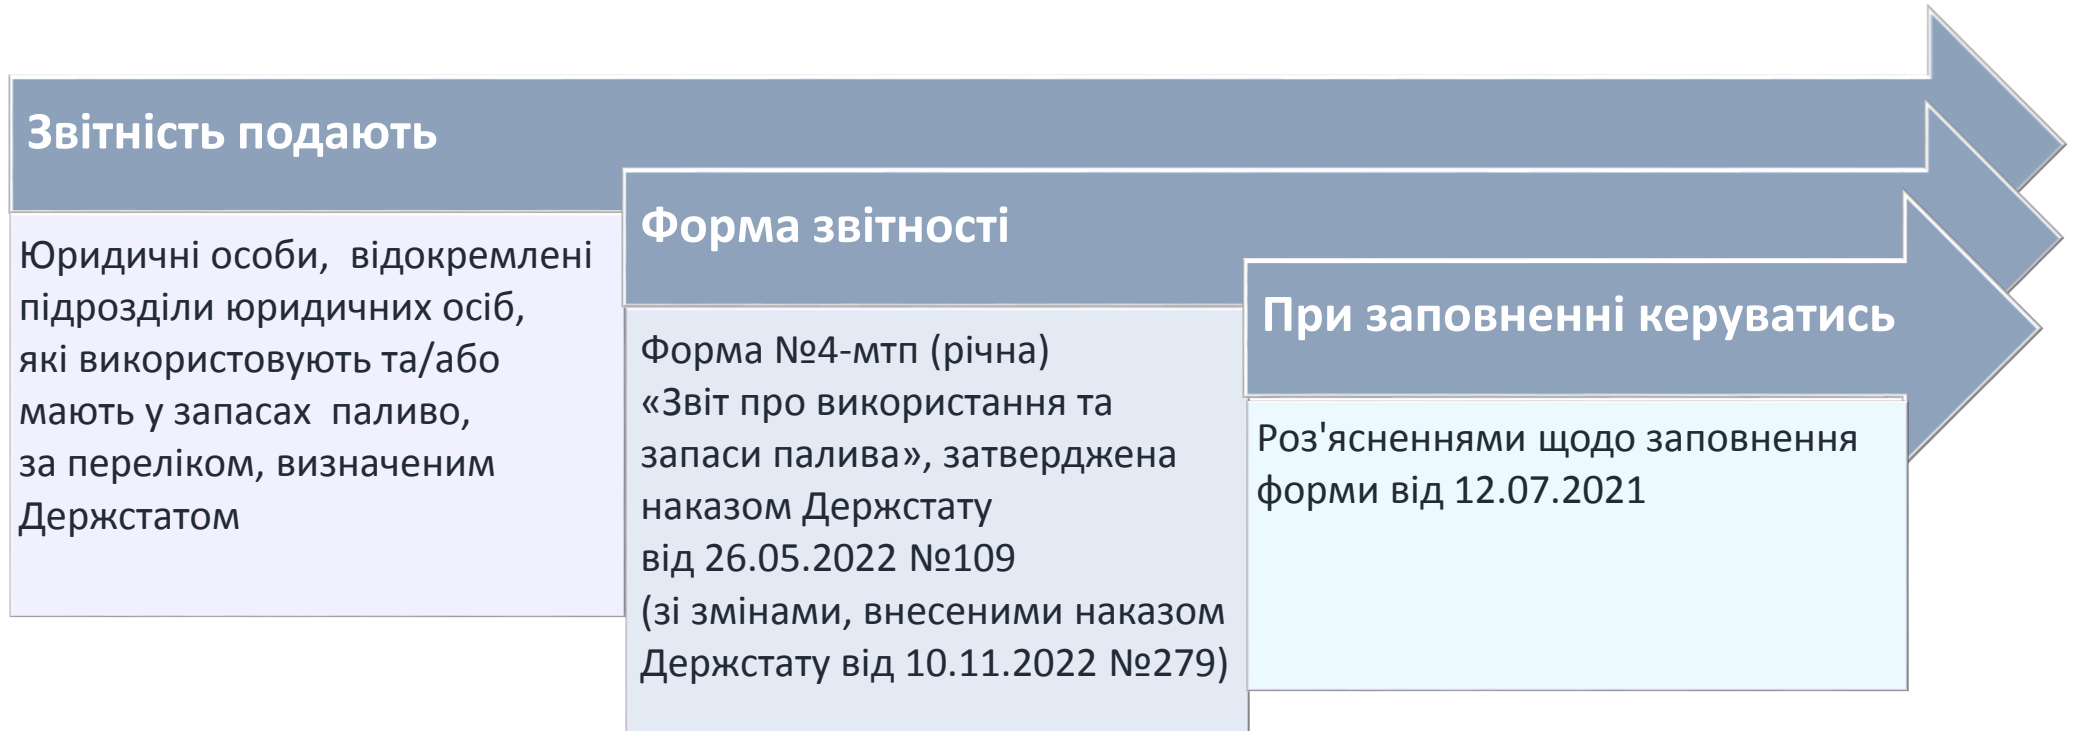 Звітність подають
Юридичні особи, відокремлені
підрозділи юридичних осіб,
які використовують та/або
мають у запасах паливо,
за переліком, визначеним
Держстатом
Форма звітності
Форма №4-мтп (річна)
«Звіт про використання та
запаси палива», затверджена
наказом Держстату
від 26.05.2022 №109
(зі змінами, внесеними наказом
Держстату від 10.11.2022 №279)
При заповненні керуватись
Роз'ясненнями щодо заповнення
форми від 12.07.2021